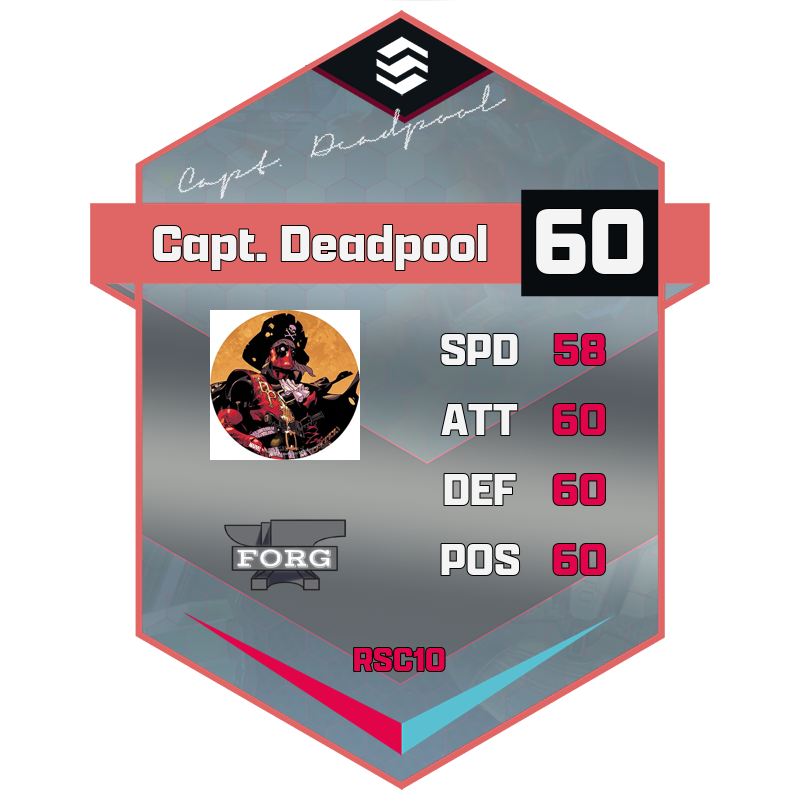 Capt. Deadpool
Capt. Deadpool 60
SPD 58
ATT 60
DEF 60
FORG
POS 60
RSC10